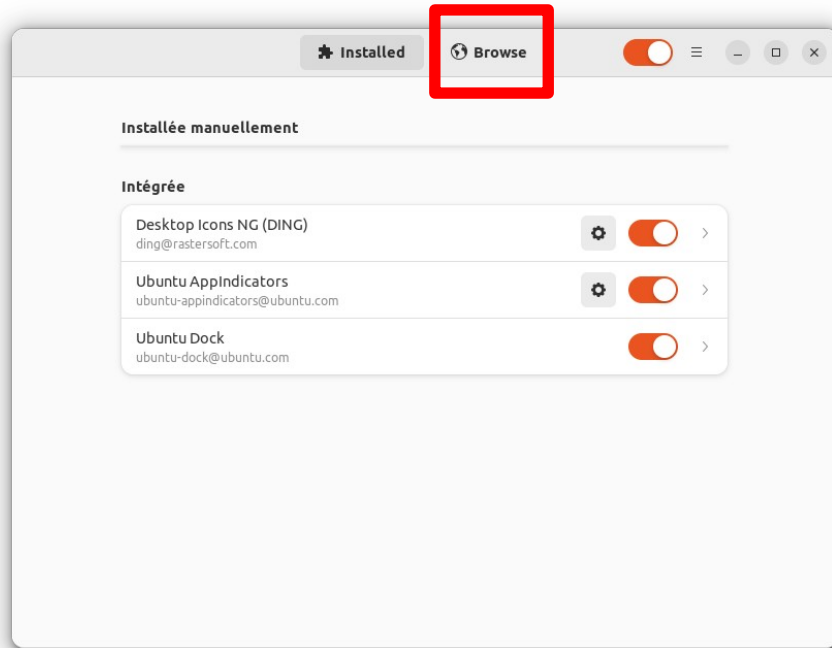 Installed
Browse
Installée manuellement
Intégrée
Desktop Icons NG (DING)
ding@rastersoft.com
Ubuntu AppIndicators
ubuntu-appindicators@ubuntu.com
Ubuntu Dock
ubuntu-dock@ubuntu.com